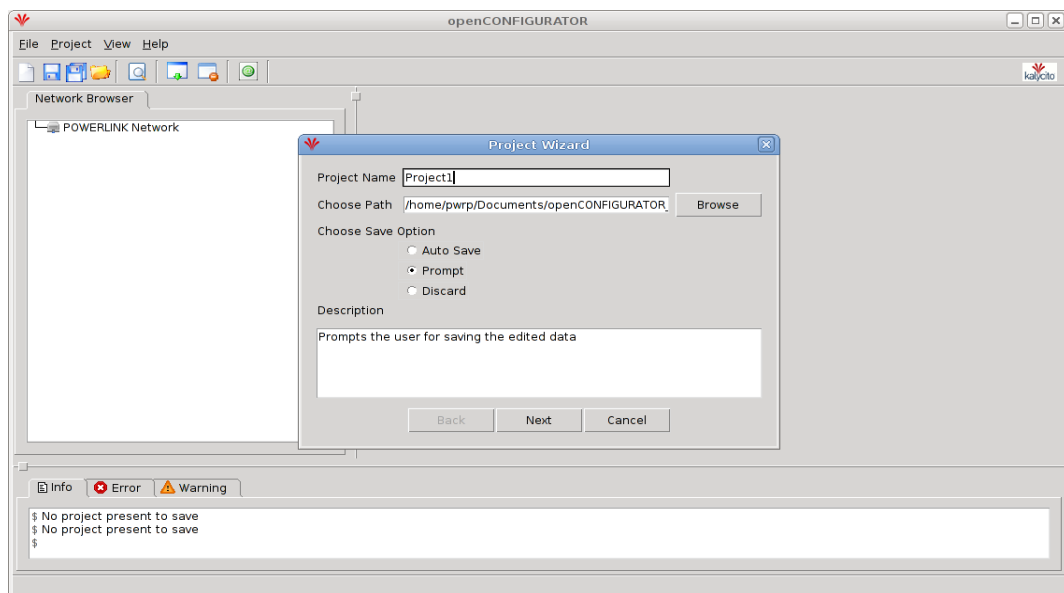 openCONFIGURATOR
File Project View Help
kalycito
Network Browser
POWERLINK Network
Project Wizard
Project Name Project1
Choose Path /home/pwrp/Documents/openCONFIGURATOR_ Browse
Choose Save Option
Auto Save
Prompt
Discard
Description
Prompts the user for saving the edited data
Back Next Cancel
Info Error Warning
$ No project present to save
$ No project present to save
$